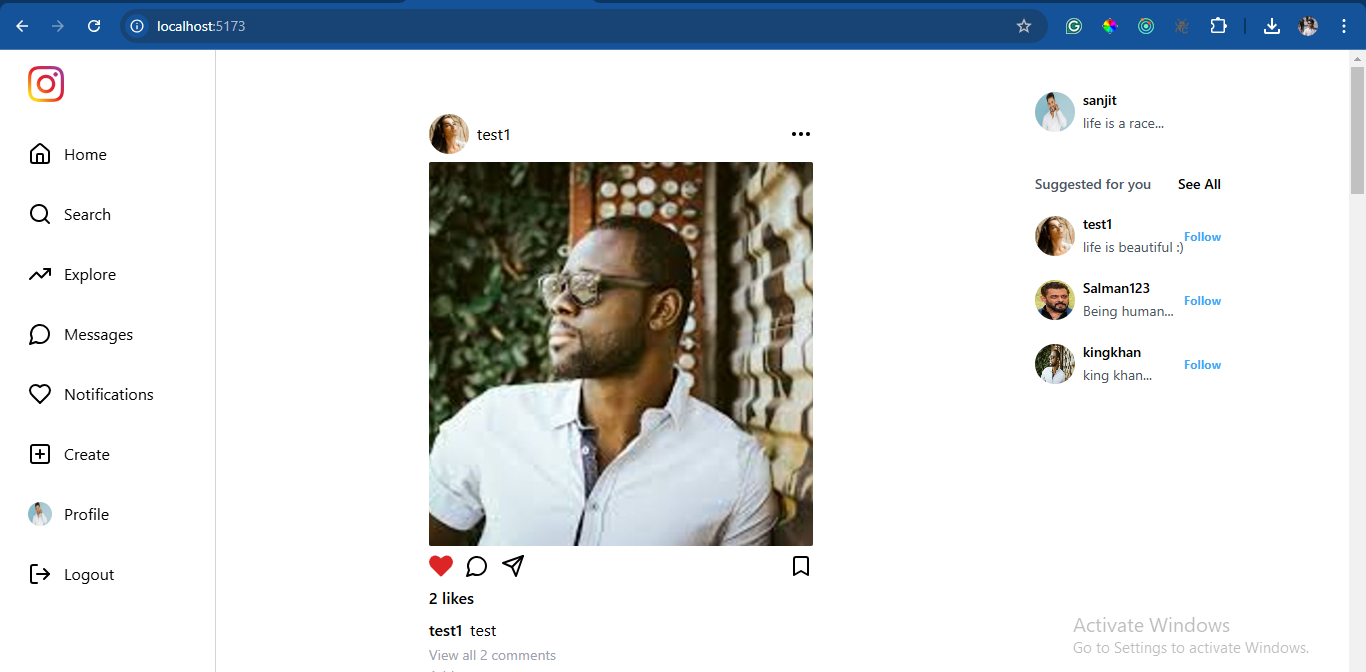 localhost:5173
Home
Search
Explore
Messages
Notifications
Create
Profile
Logout
test1
2 likes
test1 test
View all 2 comments
sanjit
life is a race...
Suggested for you See All
test1
life is beautiful :)
Follow
Salman123
Being human...
Follow
kingkhan
king khan...
Follow
Activate Windows
Go to Settings to activate Windows.